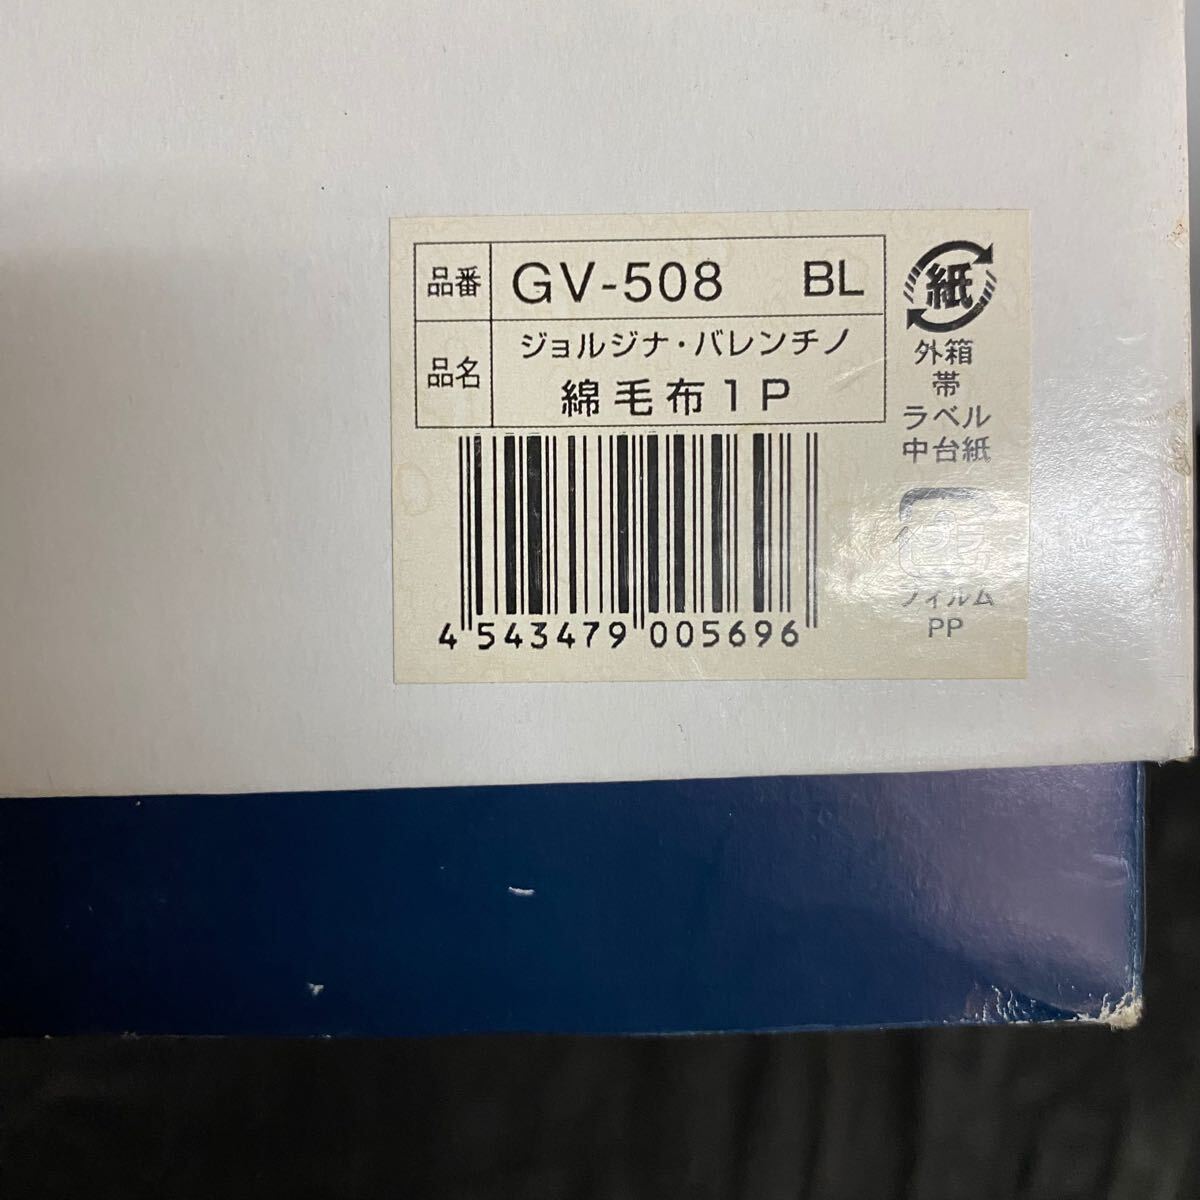 品番 GV-508 BL
品名 ジョルジナ・バレンチノ
綿毛布1P
4 543479 005696
紙
外箱
帯
ラベル
中台紙
プラ
フィルム
PP